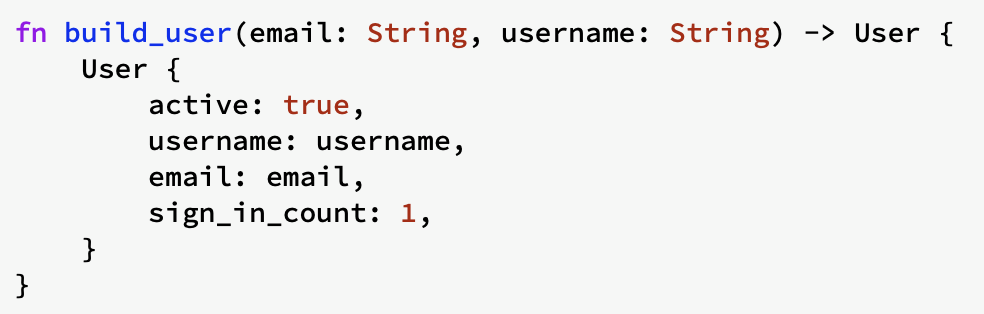 fn build_user(email: String, username: String) -> User {
    User {
        active: true,
        username: username,
        email: email,
        sign_in_count: 1,
    }
}